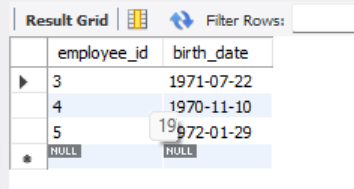 Result Grid Filter Rows:
employee_id birth_date
3 1971-07-22
4 1970-11-10
5 972-01-29
19
NULL NULL